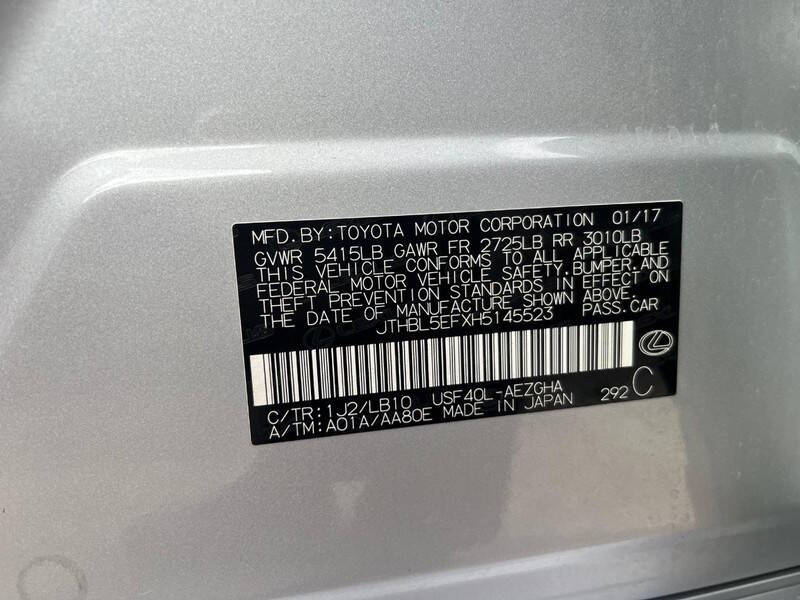 MFD.BY:TOYOTA MOTOR CORPORATION 01/17
GVWR 5415LB GAWR FR 2725LB RR 3010LB
THIS VEHICLE CONFORMS TO ALL APPLICABLE
FEDERAL MOTOR VEHICLE SAFETY,BUMPER,AND
THEFT PREVENTION STANDARDS IN EFFECT ON
THE DATE OF MANUFACTURE SHOWN ABOVE.
JTHBL5EFXH5145523 PASS.CAR
C/TR:1J2/LB10 USF40L-AEZGHA 292 C
A/TM:A01A/AA80E MADE IN JAPAN